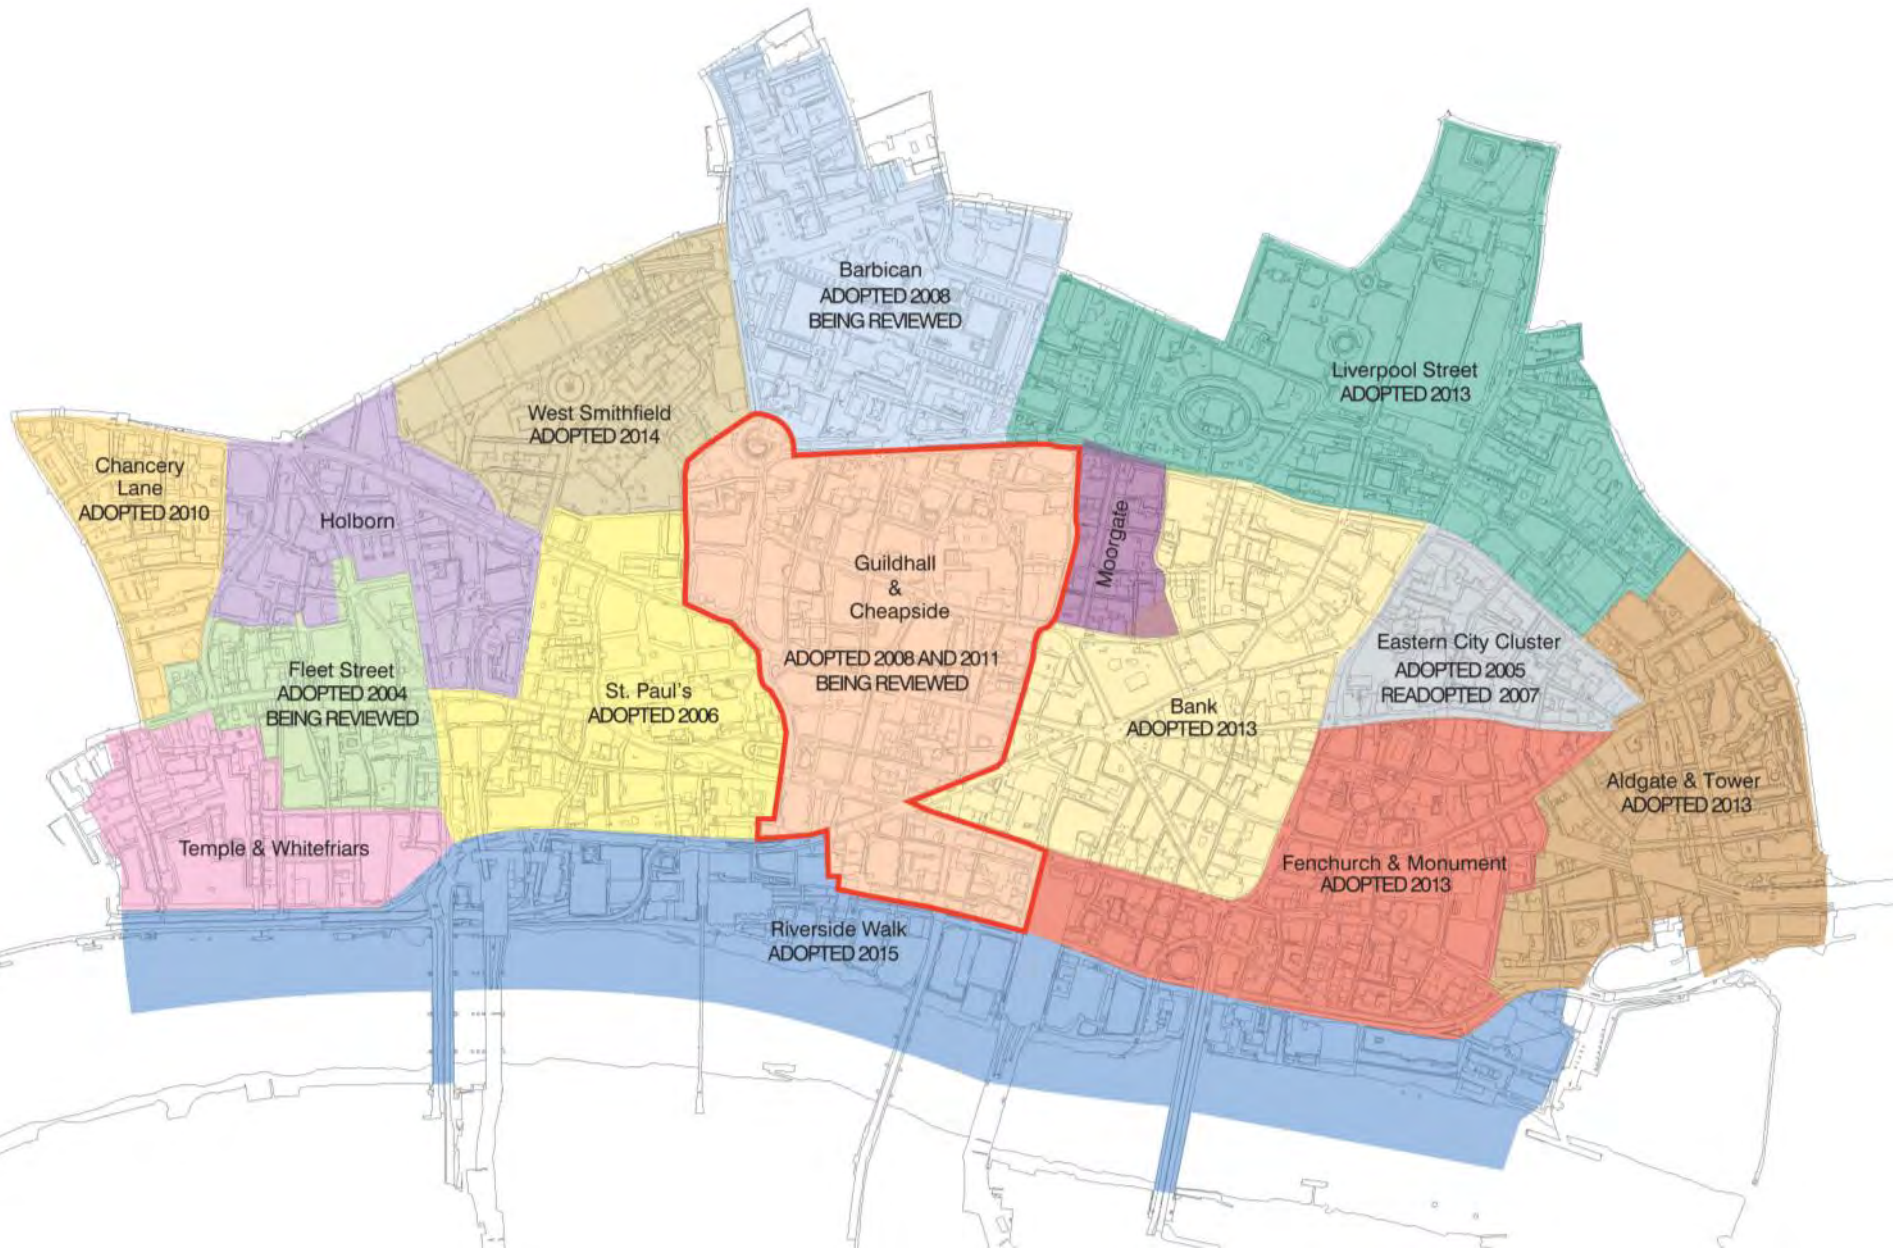 Barbican
ADOPTED 2008
BEING REVIEWED
Liverpool Street
ADOPTED 2013
West Smithfield
ADOPTED 2014
Chancery
Lane
ADOPTED 2010
Holborn
Moorgate
Guildhall
&
Cheapside
ADOPTED 2008 AND 2011
BEING REVIEWED
Eastern City Cluster
ADOPTED 2005
READOPTED 2007
Fleet Street
ADOPTED 2004
BEING REVIEWED
St. Paul's
ADOPTED 2006
Bank
ADOPTED 2013
Aldgate & Tower
ADOPTED 2013
Temple & Whitefriars
Fenchurch & Monument
ADOPTED 2013
Riverside Walk
ADOPTED 2015